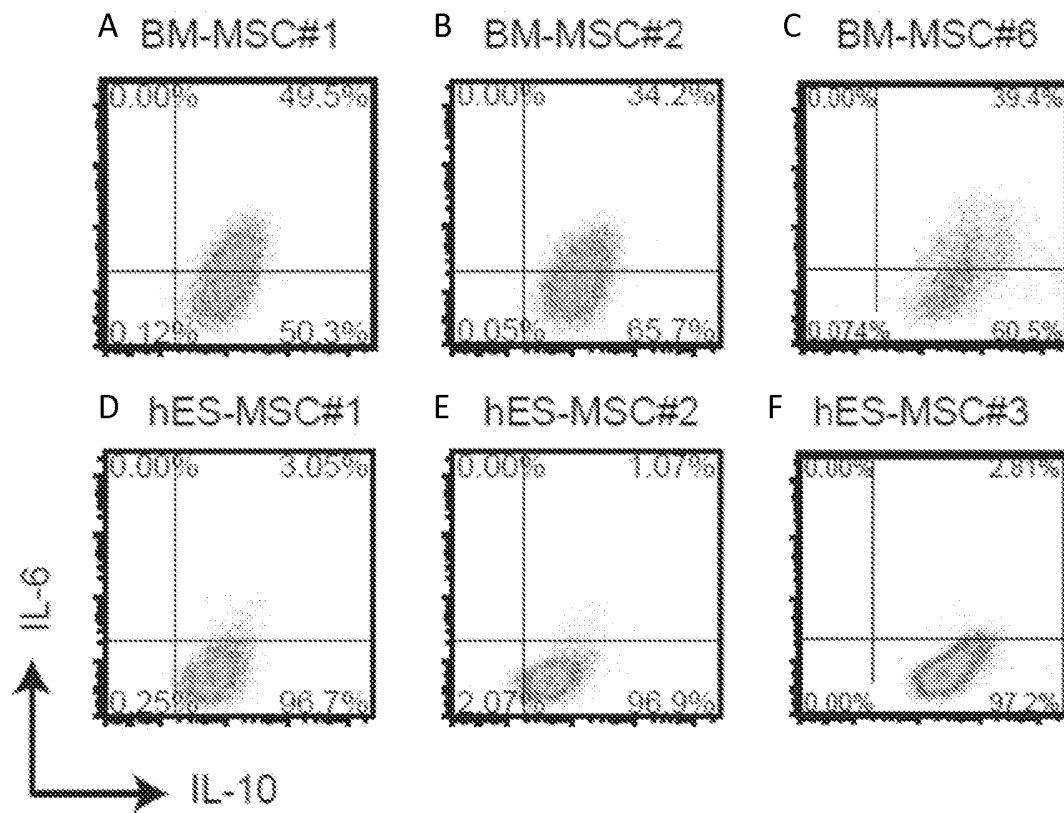 A BM-MSC#1
B BM-MSC#2
C BM-MSC#6
0.00% 49.5%
0.12% 50.3%
0.00% 34.2%
0.05% 65.7%
0.00% 39.4%
0.074% 60.5%
D hES-MSC#1
E hES-MSC#2
F hES-MSC#3
0.00% 3.05%
0.25% 96.7%
0.00% 1.07%
2.07% 96.9%
0.00% 2.81%
0.00% 97.2%
IL-6
IL-10